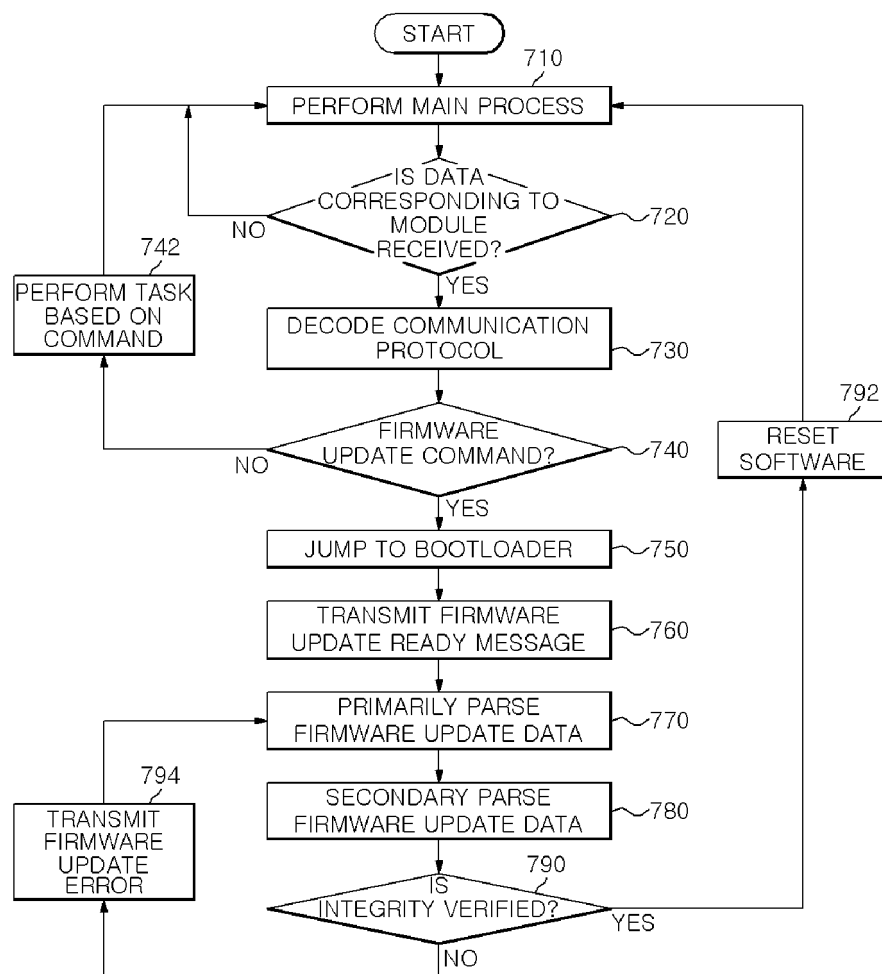 START
710
PERFORM MAIN PROCESS
IS DATA
CORRESPONDING TO
MODULE
RECEIVED?
720
NO
YES
742
PERFORM TASK
BASED ON
COMMAND
DECODE COMMUNICATION
PROTOCOL
730
FIRMWARE
UPDATE COMMAND?
740
NO
YES
792
RESET
SOFTWARE
JUMP TO BOOTLOADER
750
TRANSMIT FIRMWARE
UPDATE READY MESSAGE
760
PRIMARILY PARSE
FIRMWARE UPDATE DATA
770
794
TRANSMIT
FIRMWARE
UPDATE
ERROR
SECONDARY PARSE
FIRMWARE UPDATE DATA
780
790
IS
INTEGRITY VERIFIED?
YES
NO